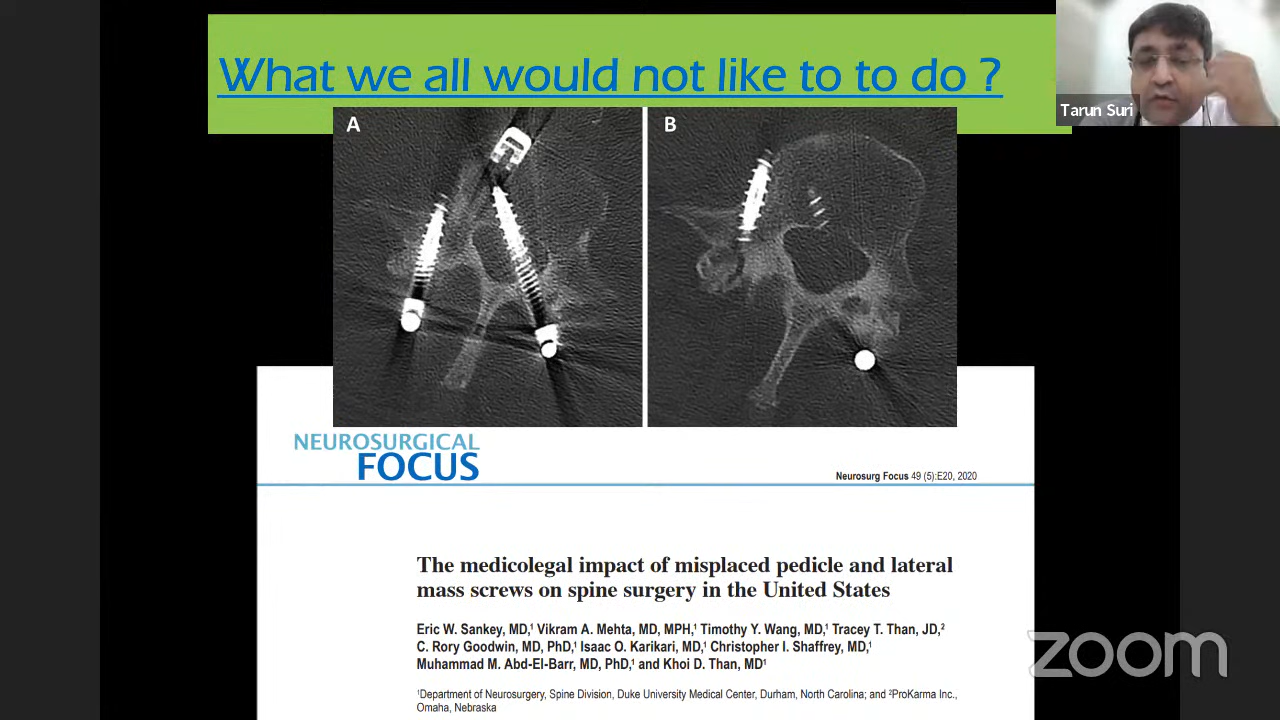 What we all would not like to to do ?
Tarun Suri
A
B
NEUROSURGICAL
FOCUS
Neurosurg Focus 49 (5):E20, 2020
The medicolegal impact of misplaced pedicle and lateral
mass screws on spine surgery in the United States
Eric W. Sankey, MD,¹ Vikram A. Mehta, MD, MPH,¹ Timothy Y. Wang, MD,¹ Tracey T. Than, JD,²
C. Rory Goodwin, MD, PhD,¹ Isaac O. Karikari, MD,¹ Christopher I. Shaffrey, MD,¹
Muhammad M. Abd-El-Barr, MD, PhD,¹ and Khoi D. Than, MD¹
¹Department of Neurosurgery, Spine Division, Duke University Medical Center, Durham, North Carolina; and ²ProKarma Inc.,
Omaha, Nebraska
zoom